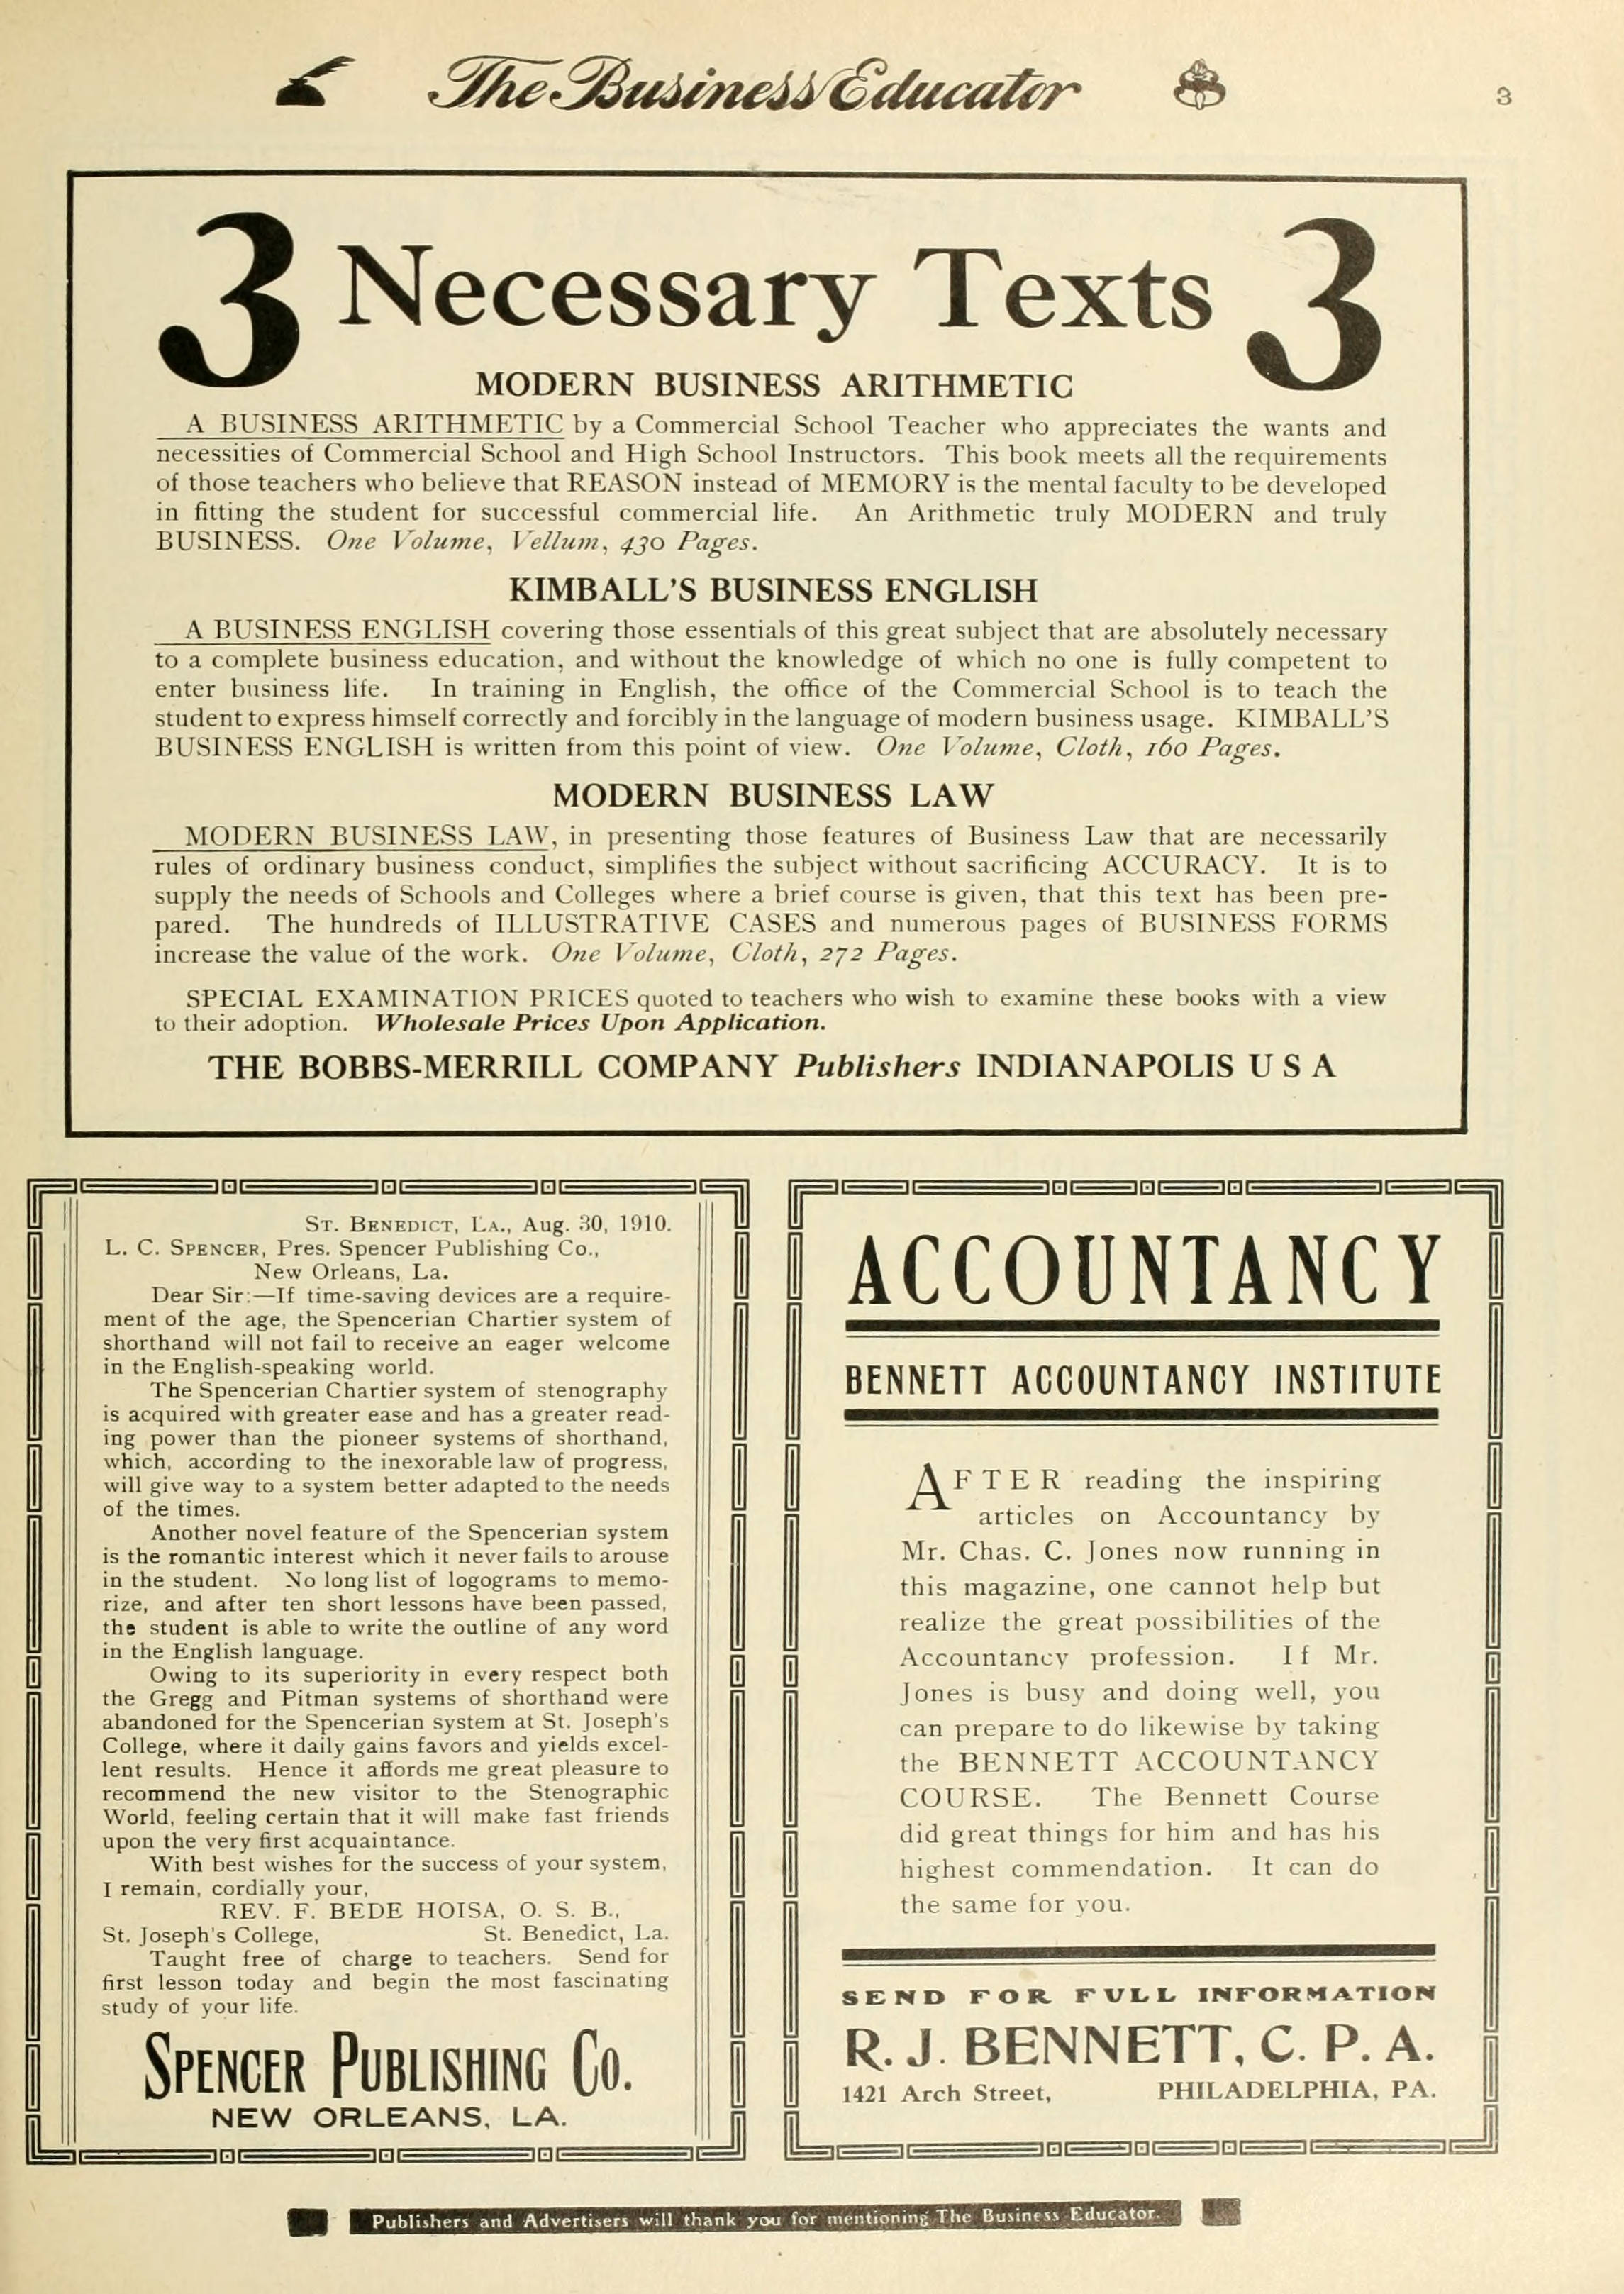 The Business Educator
3
3 Necessary Texts 3
MODERN BUSINESS ARITHMETIC
A BUSINESS ARITHMETIC by a Commercial School Teacher who appreciates the wants and
necessities of Commercial School and High School Instructors. This book meets all the requirements
of those teachers who believe that REASON instead of MEMORY is the mental faculty to be developed
in fitting the student for successful commercial life. An Arithmetic truly MODERN and truly
BUSINESS. One Volume, Vellum, 430 Pages.
KIMBALL'S BUSINESS ENGLISH
A BUSINESS ENGLISH covering those essentials of this great subject that are absolutely necessary
to a complete business education, and without the knowledge of which no one is fully competent to
enter business life. In training in English, the office of the Commercial School is to teach the
student to express himself correctly and forcibly in the language of modern business usage. KIMBALL'S
BUSINESS ENGLISH is written from this point of view. One Volume, Cloth, 160 Pages.
MODERN BUSINESS LAW
MODERN BUSINESS LAW, in presenting those features of Business Law that are necessarily
rules of ordinary business conduct, simplifies the subject without sacrificing ACCURACY. It is to
supply the needs of Schools and Colleges where a brief course is given, that this text has been pre-
pared. The hundreds of ILLUSTRATIVE CASES and numerous pages of BUSINESS FORMS
increase the value of the work. One Volume, Cloth, 272 Pages.
SPECIAL EXAMINATION PRICES quoted to teachers who wish to examine these books with a view
to their adoption. Wholesale Prices Upon Application.
THE BOBBS-MERRILL COMPANY Publishers INDIANAPOLIS U S A
ST. BENEDICT, LA., Aug. 30, 1910.
L. C. SPENCER, Pres. Spencer Publishing Co.,
New Orleans, La.
Dear Sir:—If time-saving devices are a require-
ment of the age, the Spencerian Chartier system of
shorthand will not fail to receive an eager welcome
in the English-speaking world.
The Spencerian Chartier system of stenography
is acquired with greater ease and has a greater read-
ing power than the pioneer systems of shorthand,
which, according to the inexorable law of progress,
will give way to a system better adapted to the needs
of the times.
Another novel feature of the Spencerian system
is the romantic interest which it never fails to arouse
in the student. No long list of logograms to memo-
rize, and after ten short lessons have been passed,
the student is able to write the outline of any word
in the English language.
Owing to its superiority in every respect both
the Gregg and Pitman systems of shorthand were
abandoned for the Spencerian system at St. Joseph's
College, where it daily gains favors and yields excel-
lent results. Hence it affords me great pleasure to
recommend the new visitor to the Stenographic
World, feeling certain that it will make fast friends
upon the very first acquaintance.
With best wishes for the success of your system,
I remain, cordially your,
REV. F. BEDE HOISA, O. S. B.,
St. Joseph's College, St. Benedict, La.
Taught free of charge to teachers. Send for
first lesson today and begin the most fascinating
study of your life.
SPENCER PUBLISHING CO.
NEW ORLEANS, LA.
ACCOUNTANCY
BENNETT ACCOUNTANCY INSTITUTE
AFTER reading the inspiring
articles on Accountancy by
Mr. Chas. C. Jones now running in
this magazine, one cannot help but
realize the great possibilities of the
Accountancy profession. If Mr.
Jones is busy and doing well, you
can prepare to do likewise by taking
the BENNETT ACCOUNTANCY
COURSE. The Bennett Course
did great things for him and has his
highest commendation. It can do
the same for you.
SEND FOR FVLL INFORMATION
R. J. BENNETT, C. P. A.
1421 Arch Street, PHILADELPHIA, PA.
Publishers and Advertisers will thank you for mentioning The Business Educator.